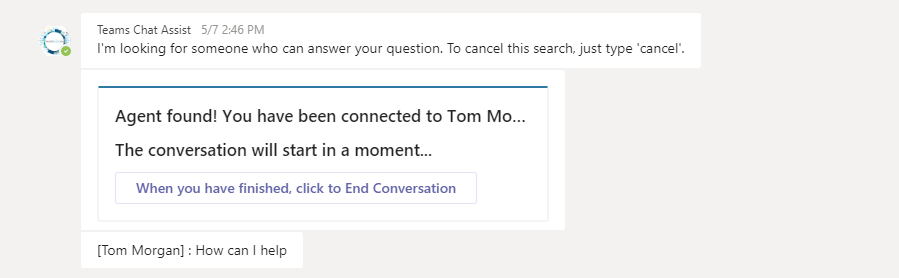 Teams Chat Assist 5/7 2:46 PM
I'm looking for someone who can answer your question. To cancel this search, just type 'cancel'.
Agent found! You have been connected to Tom Mo...
The conversation will start in a moment...
When you have finished, click to End Conversation
[Tom Morgan] : How can I help